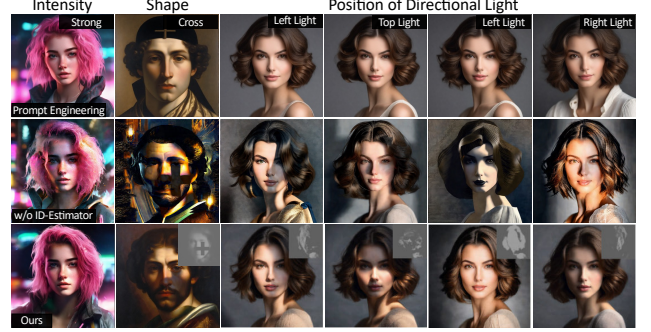 Intensity Shape Position of Directional Light
Strong Cross Left Light Top Light Left Light Right Light
Prompt Engineering
w/o ID-Estimator
Ours